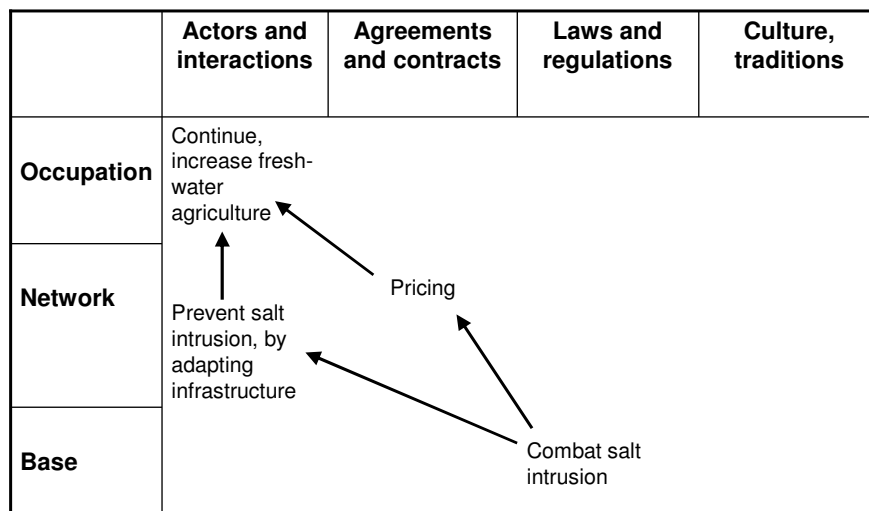 Actors and
interactions
Agreements
and contracts
Laws and
regulations
Culture,
traditions
Occupation
Continue,
increase fresh-
water
agriculture
Network
Prevent salt
intrusion, by
adapting
infrastructure
Pricing
Base
Combat salt
intrusion